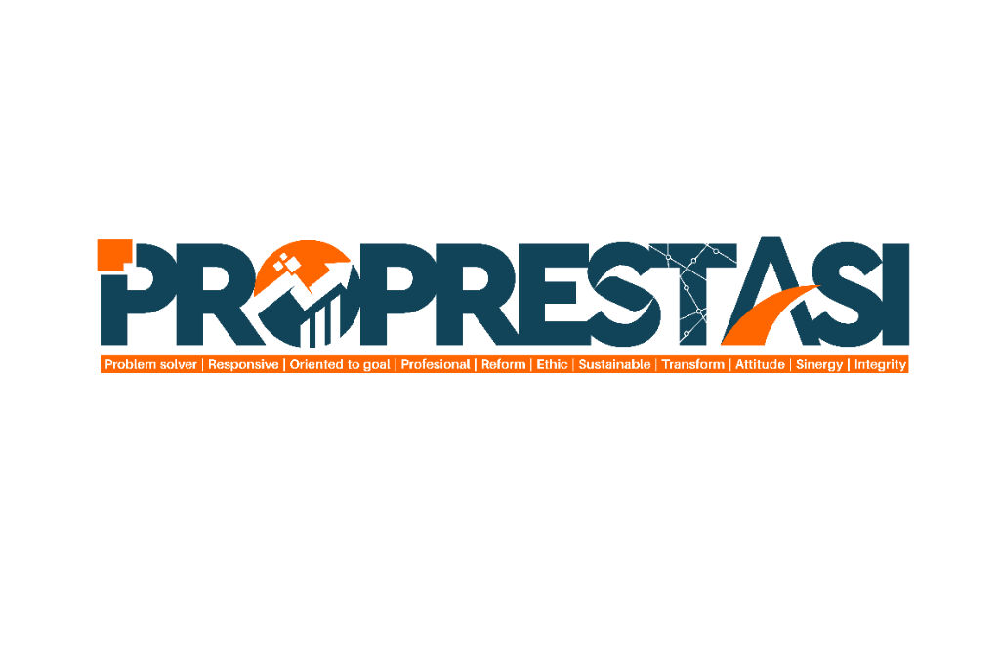 PROPRESTASI
Problem solver | Responsive | Oriented to goal | Profesional | Reform | Ethic | Sustainable | Transform | Attitude | Sinergy | Integrity